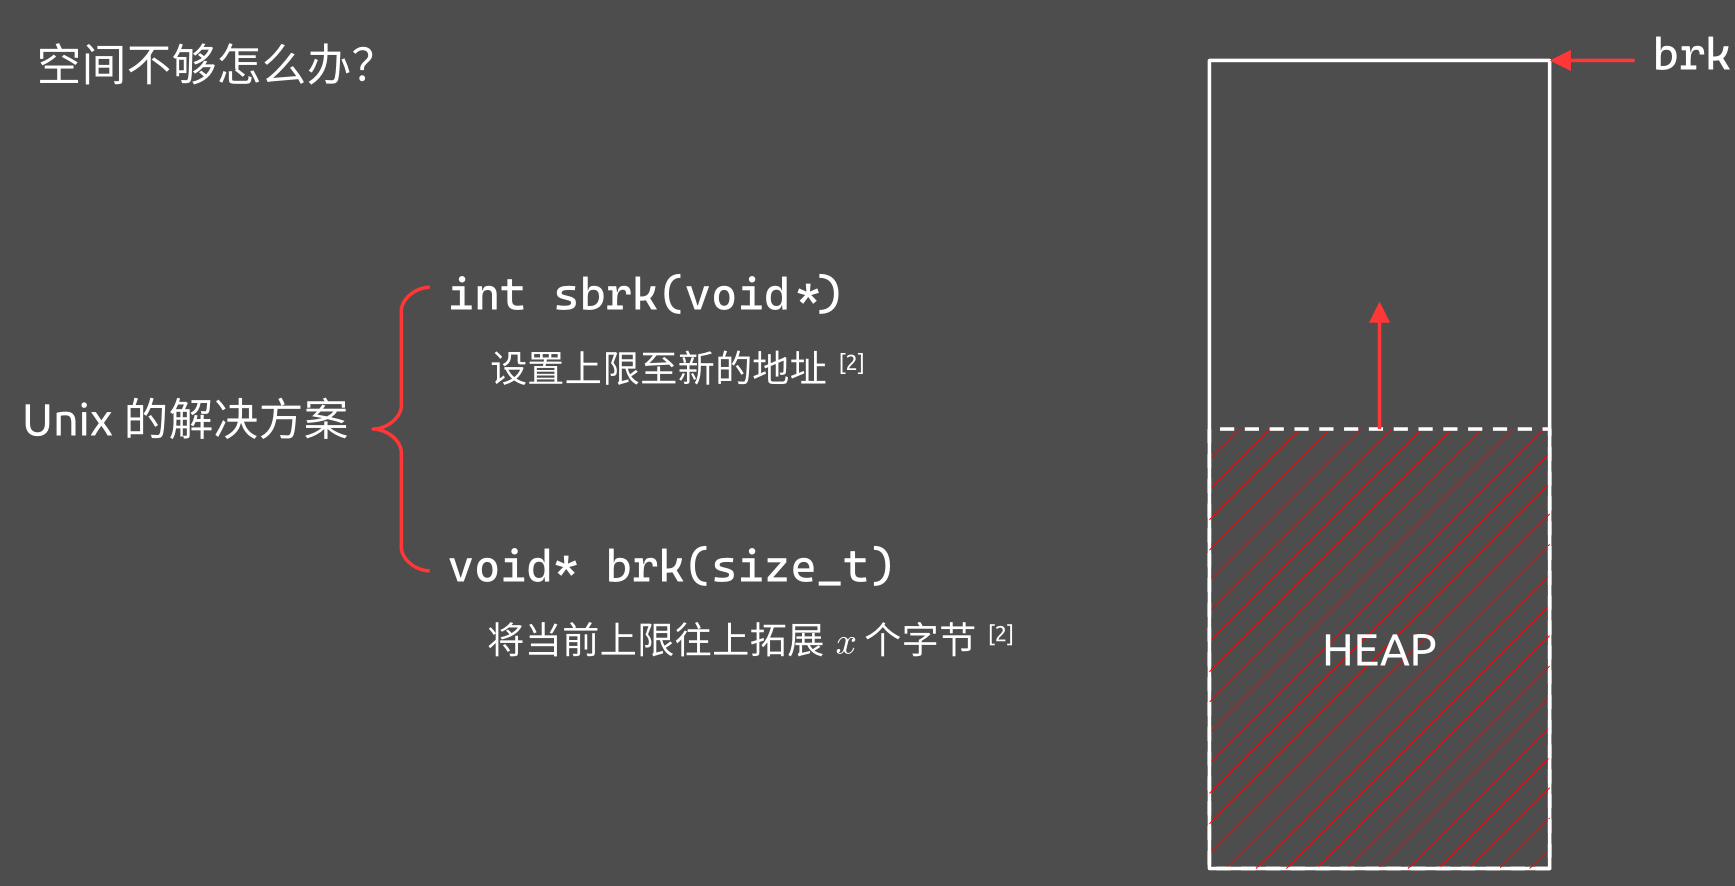 空间不够怎么办？
brk
int sbrk(void*)
设置上限至新的地址 [2]
Unix 的解决方案
void* brk(size_t)
将当前上限往上拓展 x 个字节 [2]
HEAP